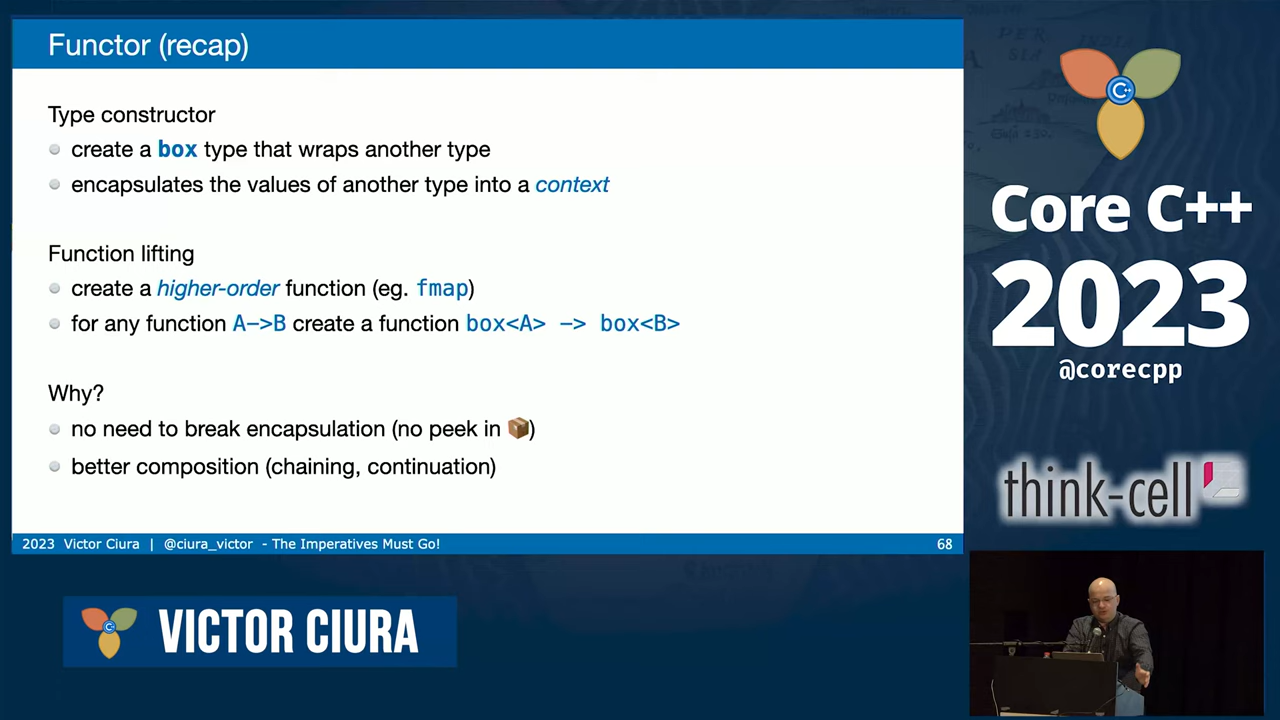 Functor (recap)
Type constructor
create a box type that wraps another type
encapsulates the values of another type into a context
Function lifting
create a higher-order function (eg. fmap)
for any function A->B create a function box<A> -> box<B>
Why?
no need to break encapsulation (no peek in 📦)
better composition (chaining, continuation)
2023 Victor Ciura | @ciura_victor - The Imperatives Must Go!
68
C++
Core C++
2023
@corecpp
think-cell
C++
VICTOR CIURA